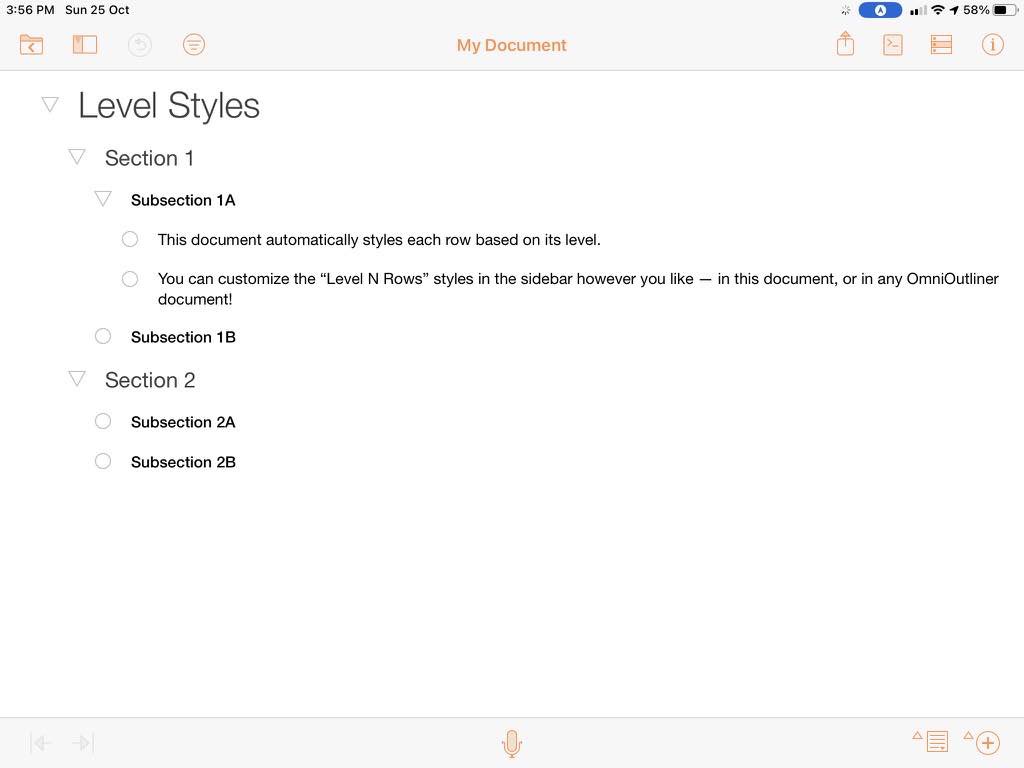 3:56 PM Sun 25 Oct
58%
My Document
Level Styles
Section 1
Subsection 1A
This document automatically styles each row based on its level.
You can customize the “Level N Rows” styles in the sidebar however you like — in this document, or in any OmniOutliner
document!
Subsection 1B
Section 2
Subsection 2A
Subsection 2B